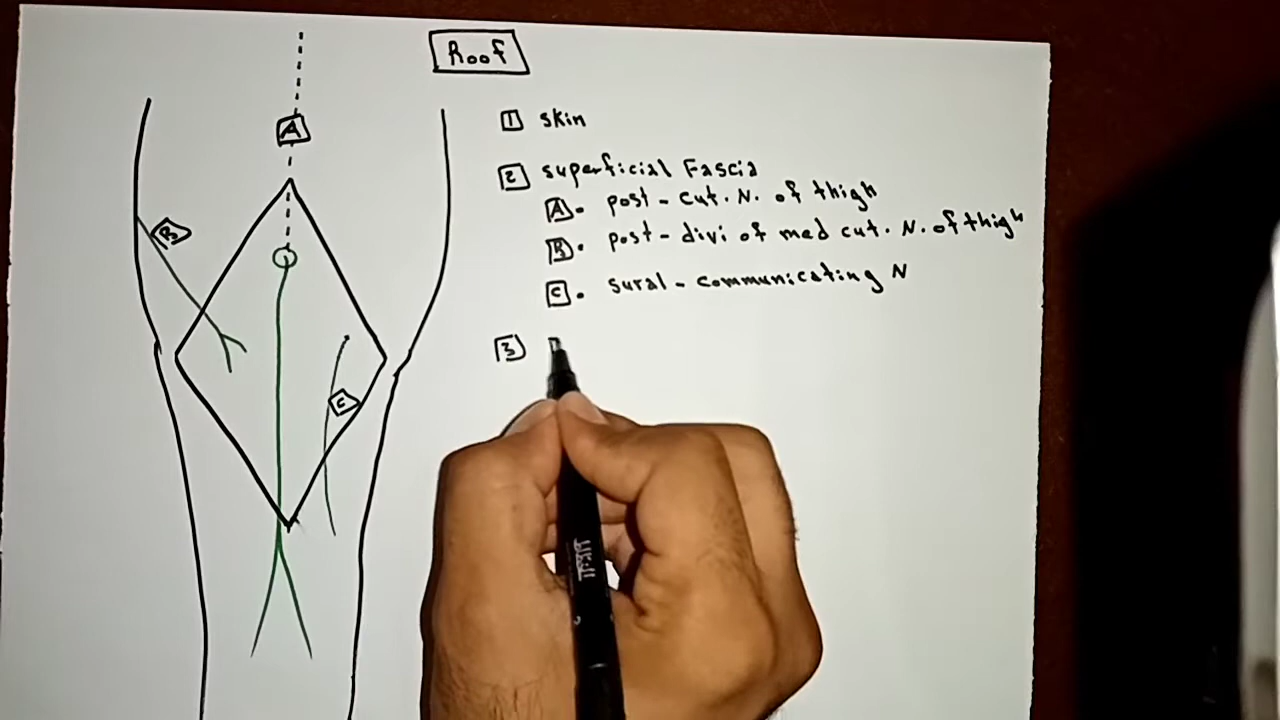 Roof
1 skin
2 superficial Fascia
A. post-cut. N. of thigh
B. post-divi of med cut. N. of thigh
C. sural-communicating N
3
A
B
C